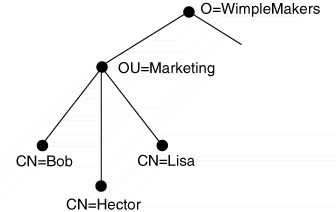 O=WimpleMakers
OU=Marketing
CN=Bob
CN=Lisa
CN=Hector